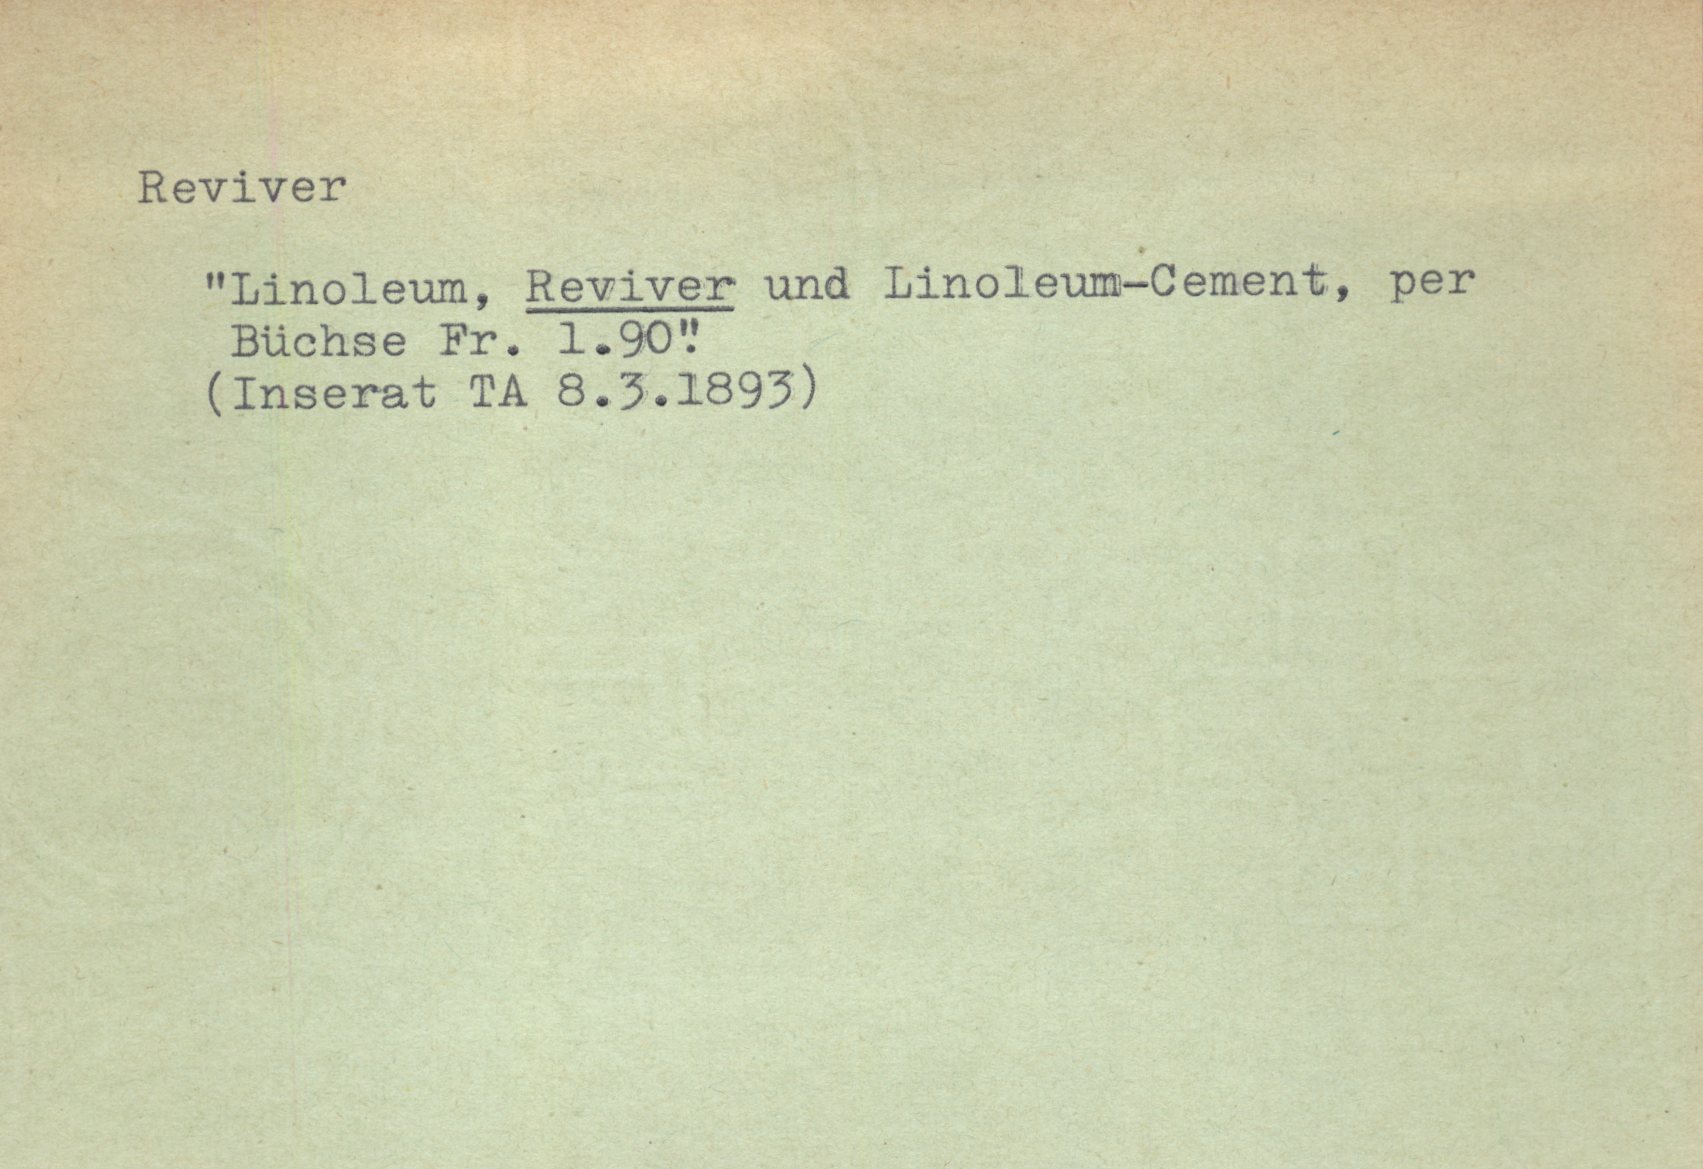 Reviver
"Linoleum, Reviver und Linoleum-Cement, per
Büchse Fr. 1.90".
(Inserat TA 8.3.1893)